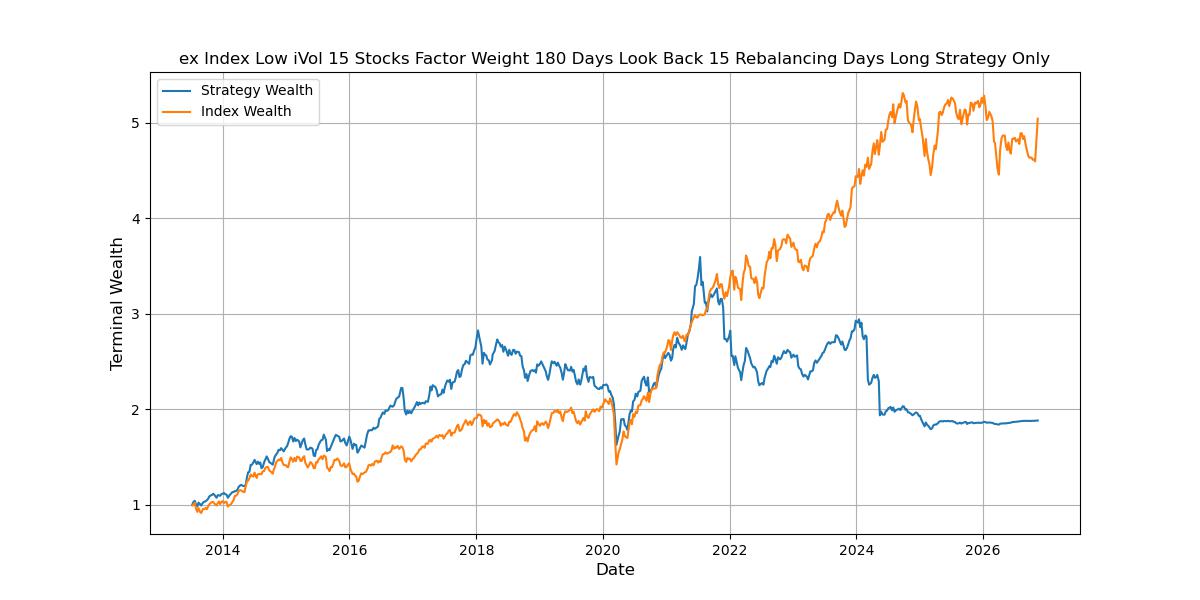 ex Index Low iVol 15 Stocks Factor Weight 180 Days Look Back 15 Rebalancing Days Long Strategy Only
Strategy Wealth
Index Wealth
Terminal Wealth
5
4
3
2
1
2014 2016 2018 2020 2022 2024 2026
Date